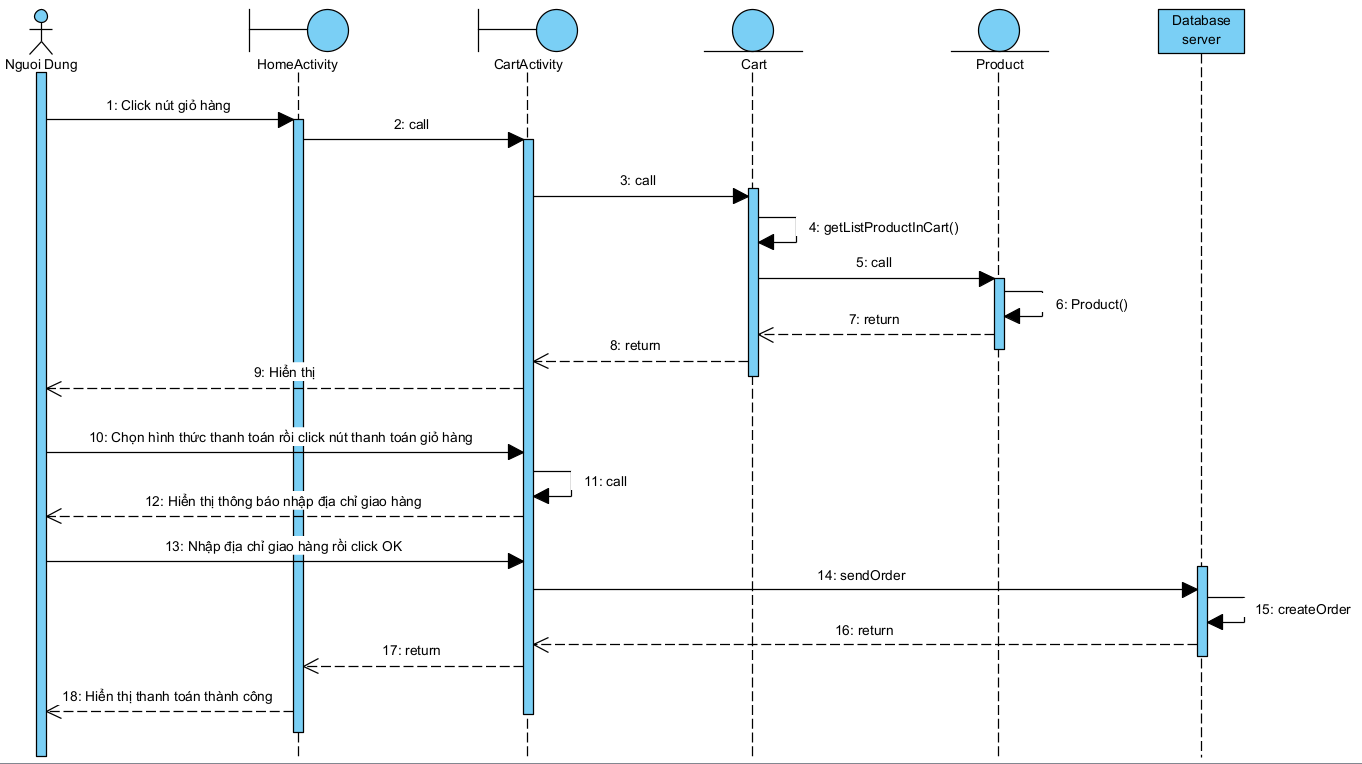 Database
server
Nguoi Dung
HomeActivity
CartActivity
Cart
Product
1: Click nút giỏ hàng
2: call
3: call
4: getListProductInCart()
5: call
6: Product()
7: return
8: return
9: Hiển thị
10: Chọn hình thức thanh toán rồi click nút thanh toán giỏ hàng
11: call
12: Hiển thị thông báo nhập địa chỉ giao hàng
13: Nhập địa chỉ giao hàng rồi click OK
14: sendOrder
15: createOrder
16: return
17: return
18: Hiển thị thanh toán thành công